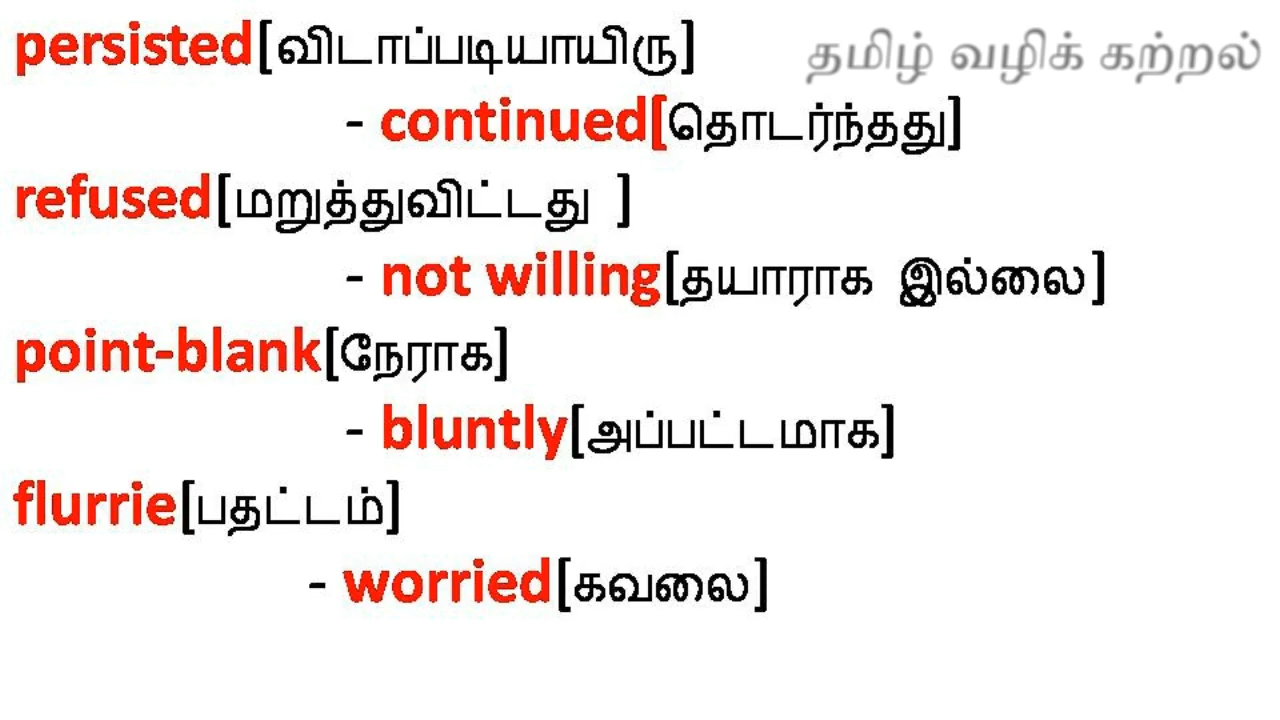 persisted[விடாப்படியாயிரு]
தமிழ் வழிக் கற்றல்
- continued[தொடர்ந்தது]
refused[மறுத்துவிட்டது ]
- not willing[தயாராக இல்லை]
point-blank[நேராக]
- bluntly[அப்பட்டமாக]
flurrie[பதட்டம்]
- worried[கவலை]